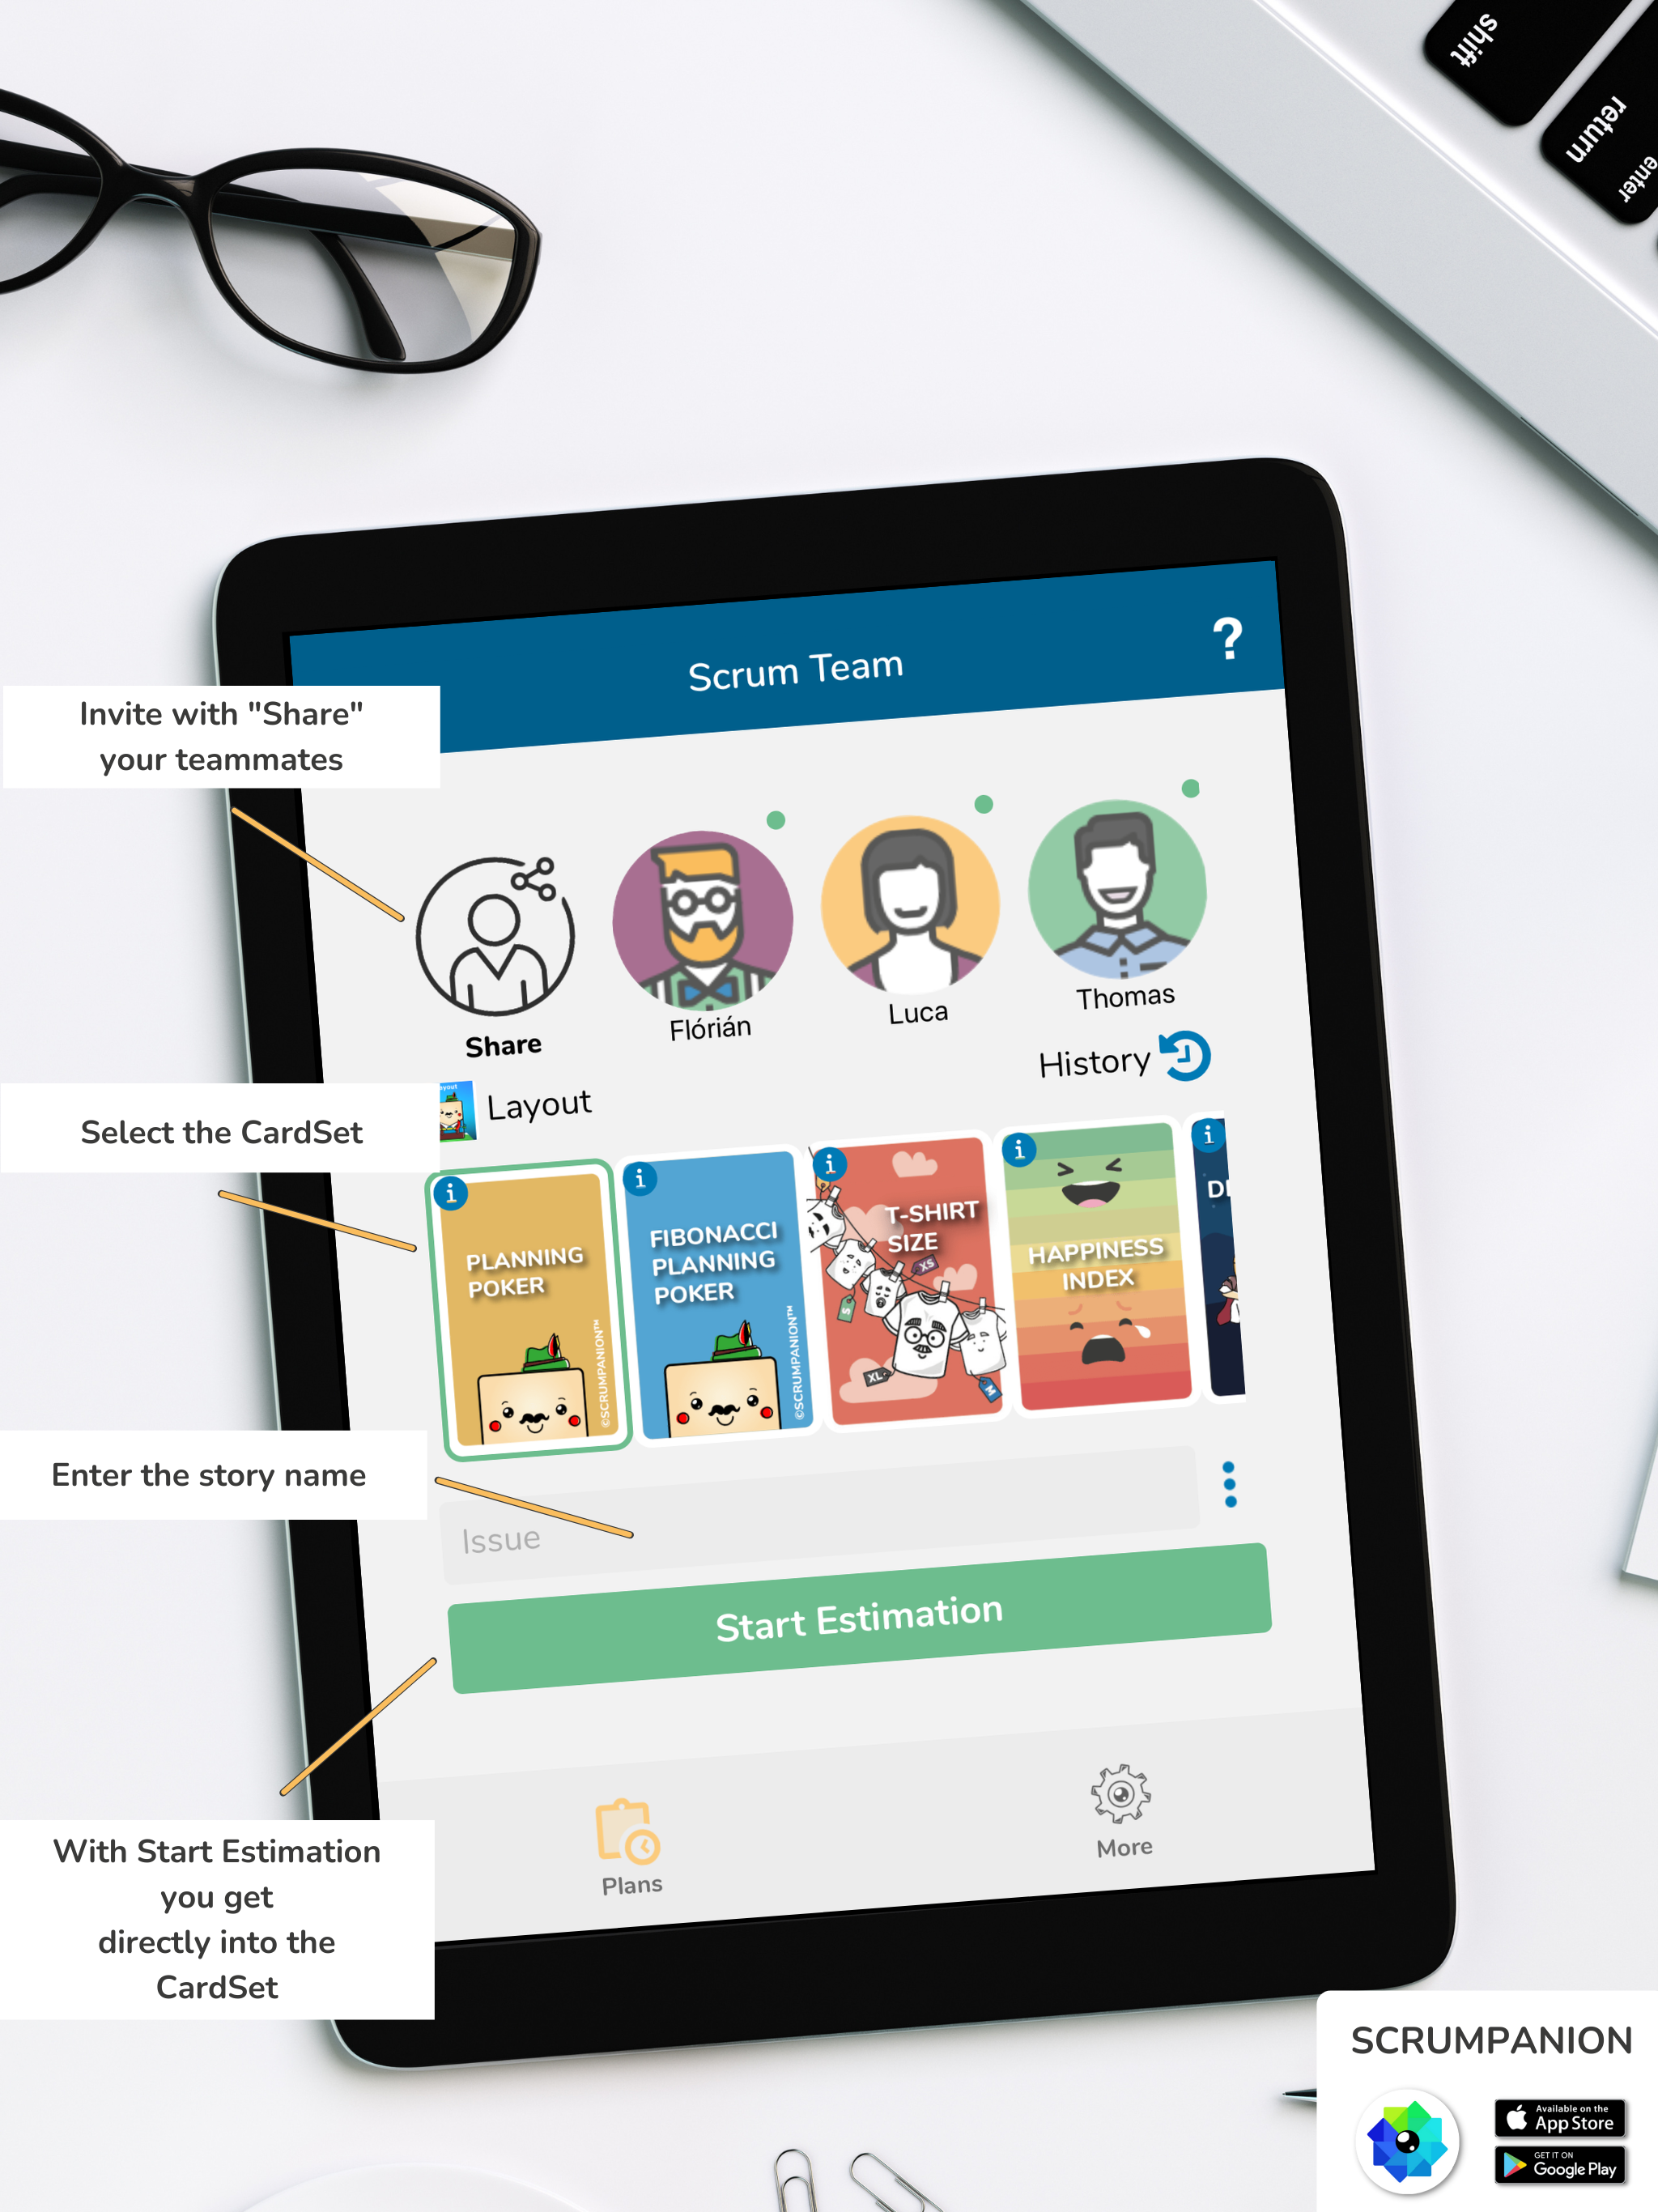 shift
return
enter
Scrum Team
?
Invite with "Share"
your teammates
Share
Flórián
Luca
Thomas
History
Layout
Select the CardSet
i
PLANNING
POKER
©SCRUMPANION™
i
FIBONACCI
PLANNING
POKER
©SCRUMPANION™
i
T-SHIRT
SIZE
XS
S
XL
M
i
HAPPINESS
INDEX
i
Enter the story name
Issue
Start Estimation
With Start Estimation
you get
directly into the
CardSet
Plans
More
SCRUMPANION
Available on the
App Store
GET IT ON
Google Play